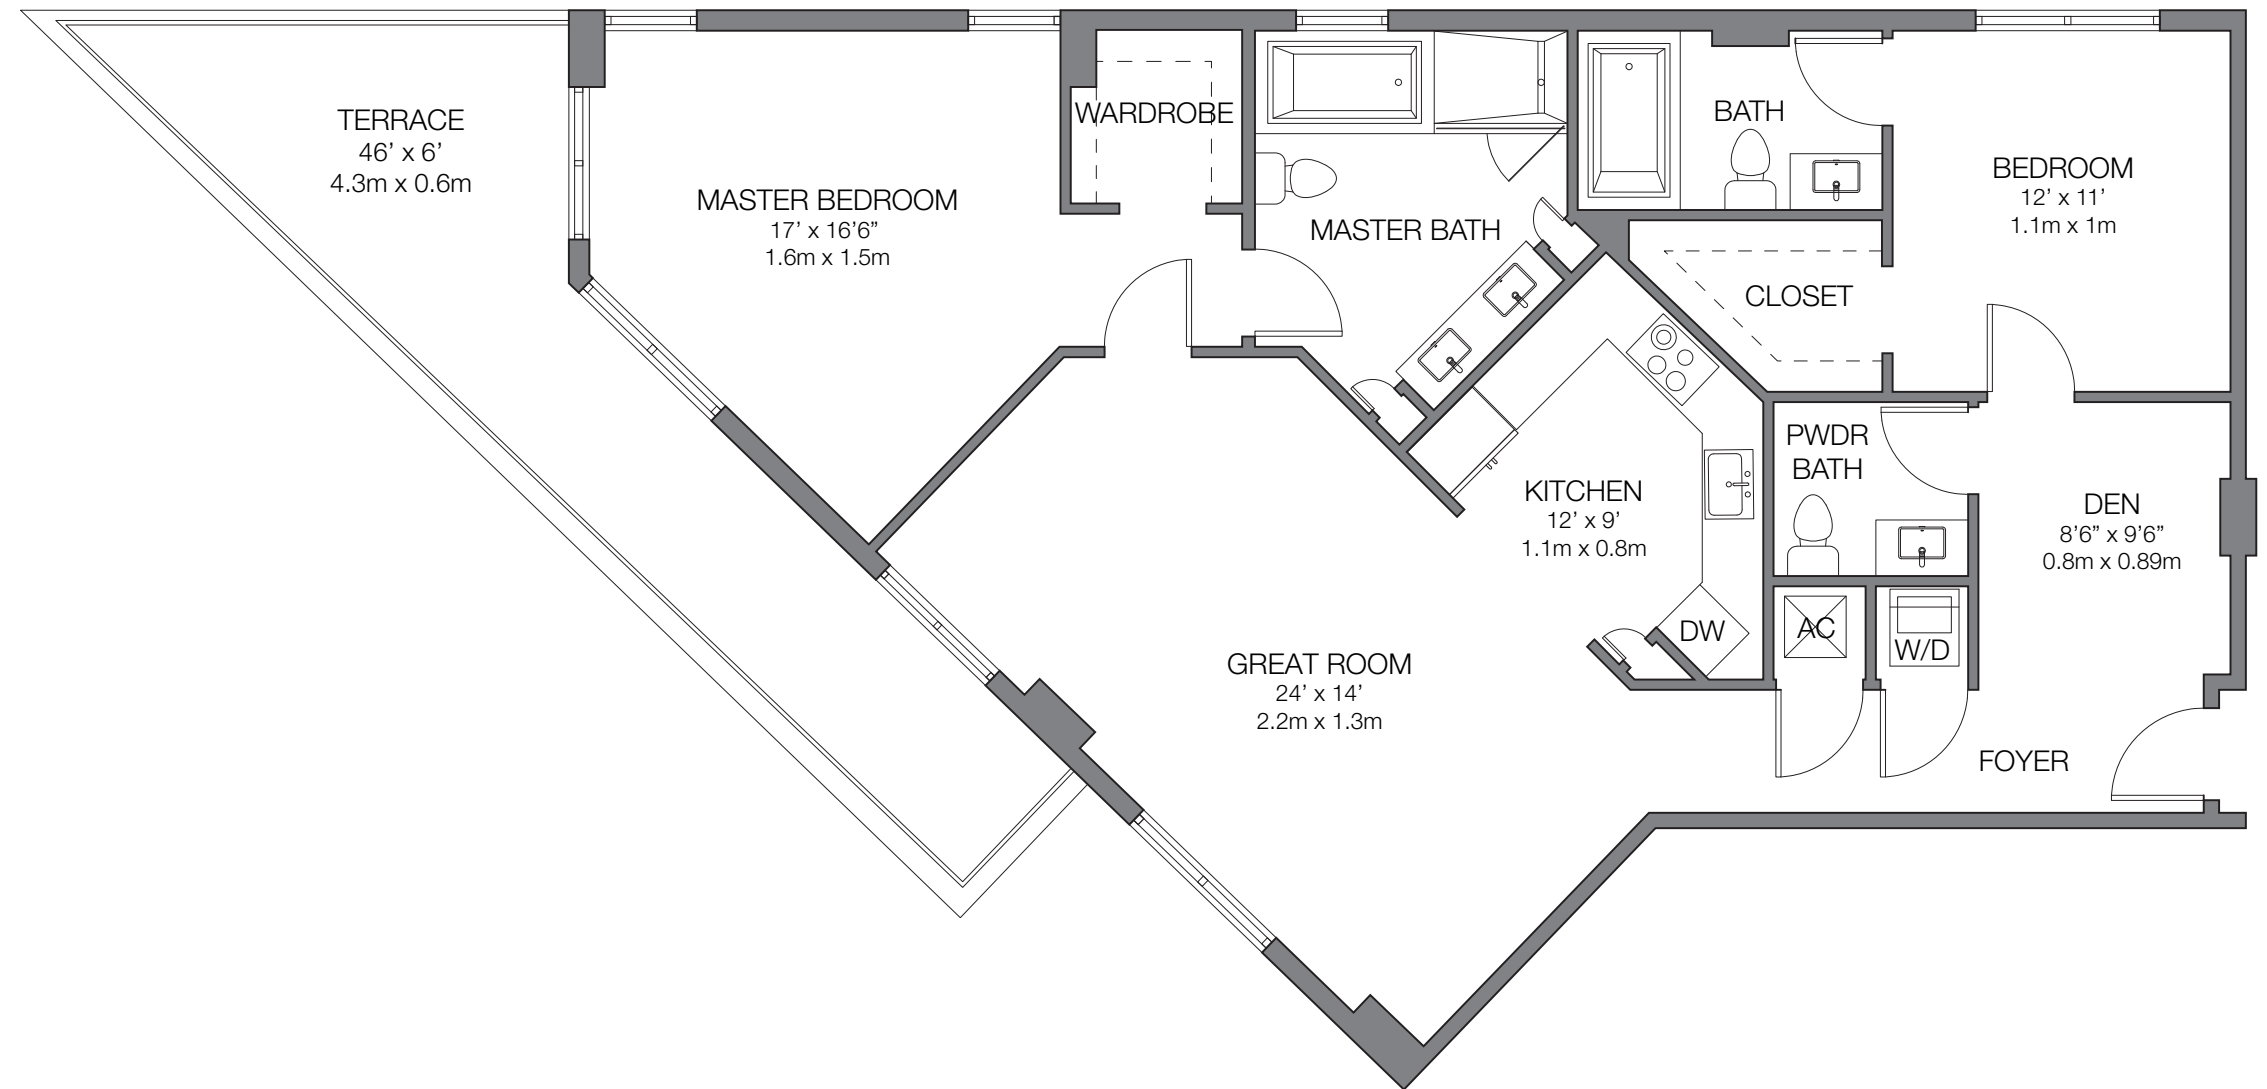 TERRACE
46’ x 6’
4.3m x 0.6m
MASTER BEDROOM
17’ x 16’6”
1.6m x 1.5m
WARDROBE
MASTER BATH
BATH
BEDROOM
12’ x 11’
1.1m x 1m
CLOSET
PWDR
BATH
KITCHEN
12’ x 9’
1.1m x 0.8m
DEN
8’6” x 9’6”
0.8m x 0.89m
DW
AC
W/D
GREAT ROOM
24’ x 14’
2.2m x 1.3m
FOYER